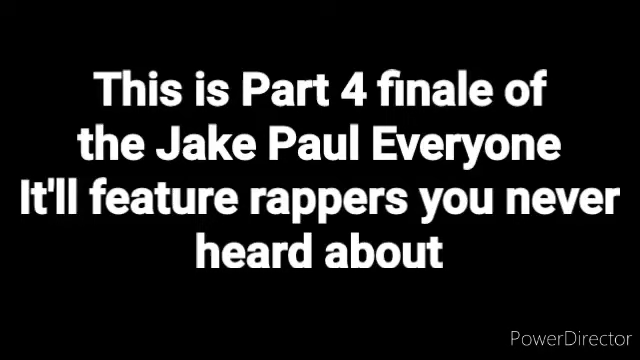 This is Part 4 finale of
the Jake Paul Everyone
It'll feature rappers you never
heard about
PowerDirector